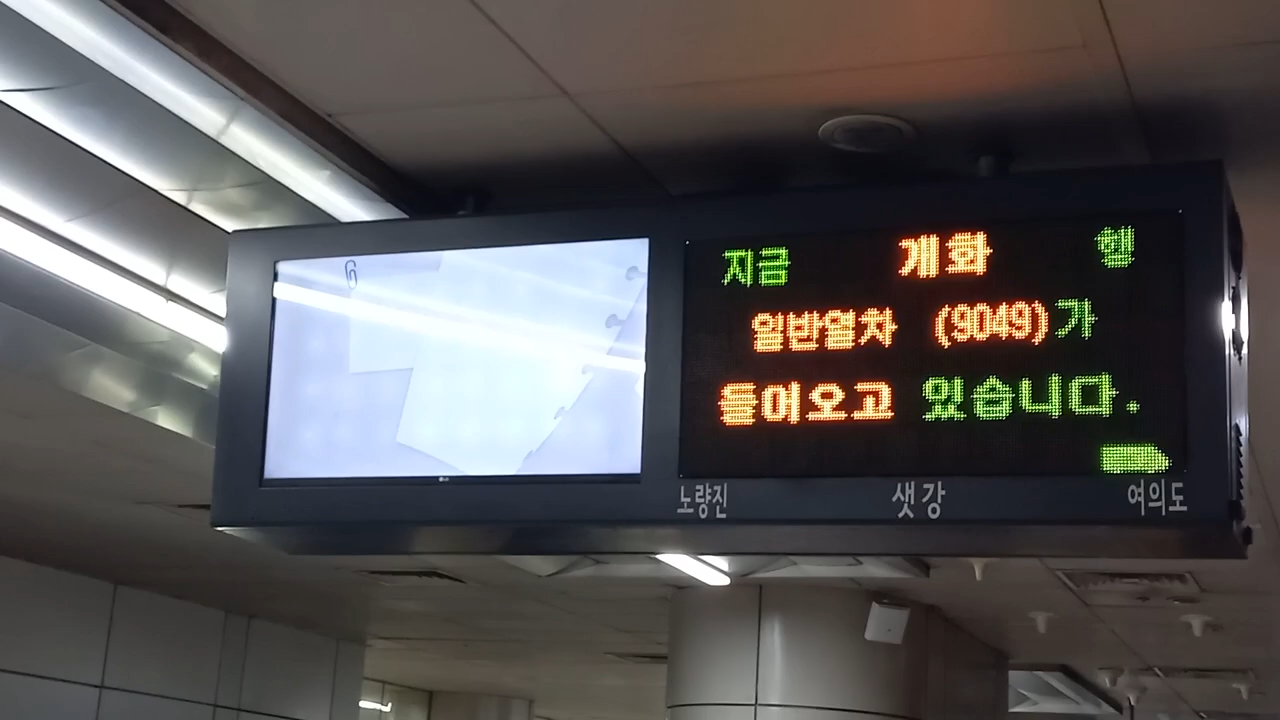 지금 개화 행
일반열차 (9049)가
들어오고 있습니다.
노량진 샛강 여의도